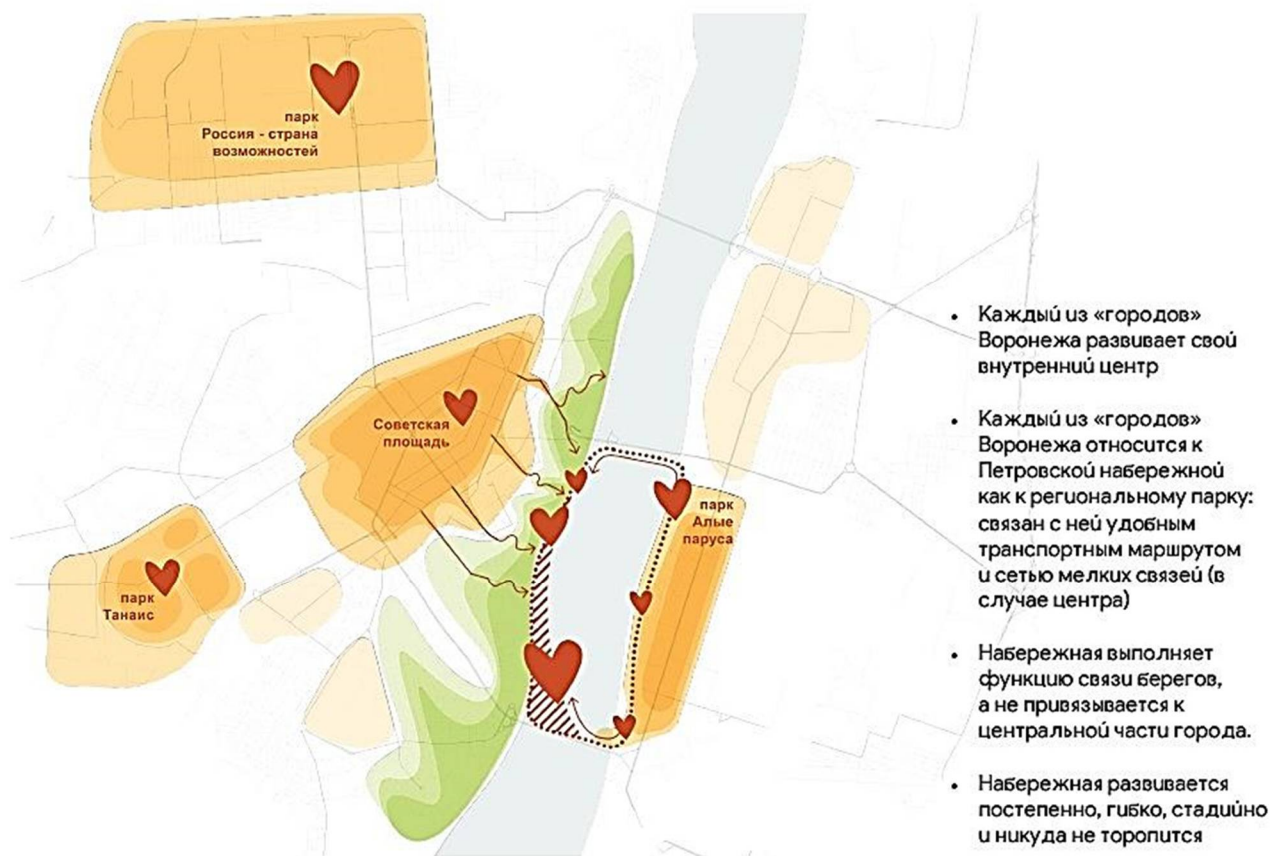 парк
Россия - страна
возможностей
Советская
площадь
парк
Алые
паруса
парк
Танаис
• Каждый из «городов»
Воронежа развивает свой
внутренний центр
• Каждый из «городов»
Воронежа относится к
Петровской набережной
как к региональному парку:
связан с ней удобным
транспортным маршрутом
и сетью мелких связей (в
случае центра)
• Набережная выполняет
функцию связи берегов,
а не привязывается к
центральной части города.
• Набережная развивается
постепенно, гибко, стадийно
и никуда не торопится